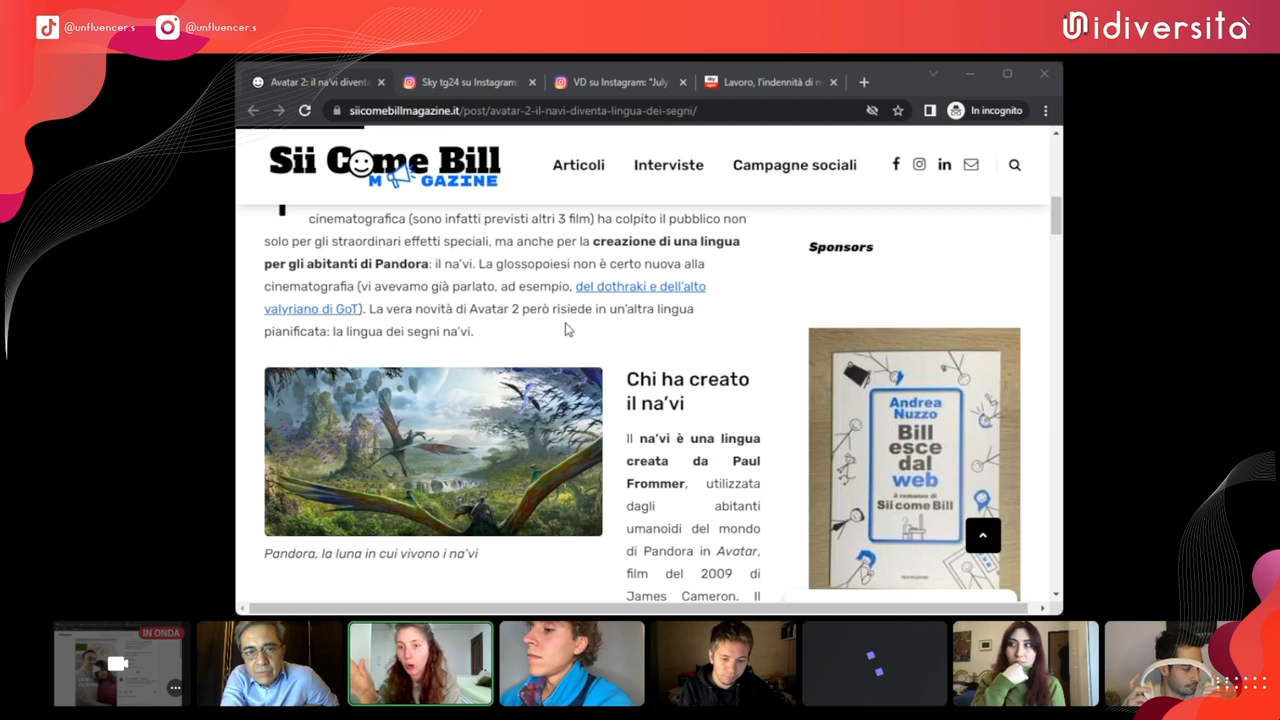 @unfluencer.s
@unfluencer.s
Unidiversità
Avatar 2: il na'vi diventa
Sky tg24 su Instagram:
VD su Instagram: "July
Lavoro, l'indennità di
siicomebillmagazine.it/post/avatar-2-il-navi-diventa-lingua-dei-segni/
In incognito
Sii Come Bill
MAGAZINE
Articoli
Interviste
Campagne sociali
cinematografica (sono infatti previsti altri 3 film) ha colpito il pubblico non
solo per gli straordinari effetti speciali, ma anche per la creazione di una lingua
per gli abitanti di Pandora: il na'vi. La glossopoiesi non è certo nuova alla
cinematografia (vi avevamo già parlato, ad esempio, del dothraki e dell'alto
valyriano di GoT). La vera novità di Avatar 2 però risiede in un'altra lingua
pianificata: la lingua dei segni na'vi.
Pandora, la luna in cui vivono i na'vi
Chi ha creato
il na'vi
Il na'vi è una lingua
creata da Paul
Frommer, utilizzata
dagli abitanti
umanoidi del mondo
di Pandora in Avatar,
film del 2009 di
James Cameron. Il
Sponsors
Andrea
Nuzzo
Bill
esce
dal
web
il romanzo di
Sii come Bill
IN ONDA